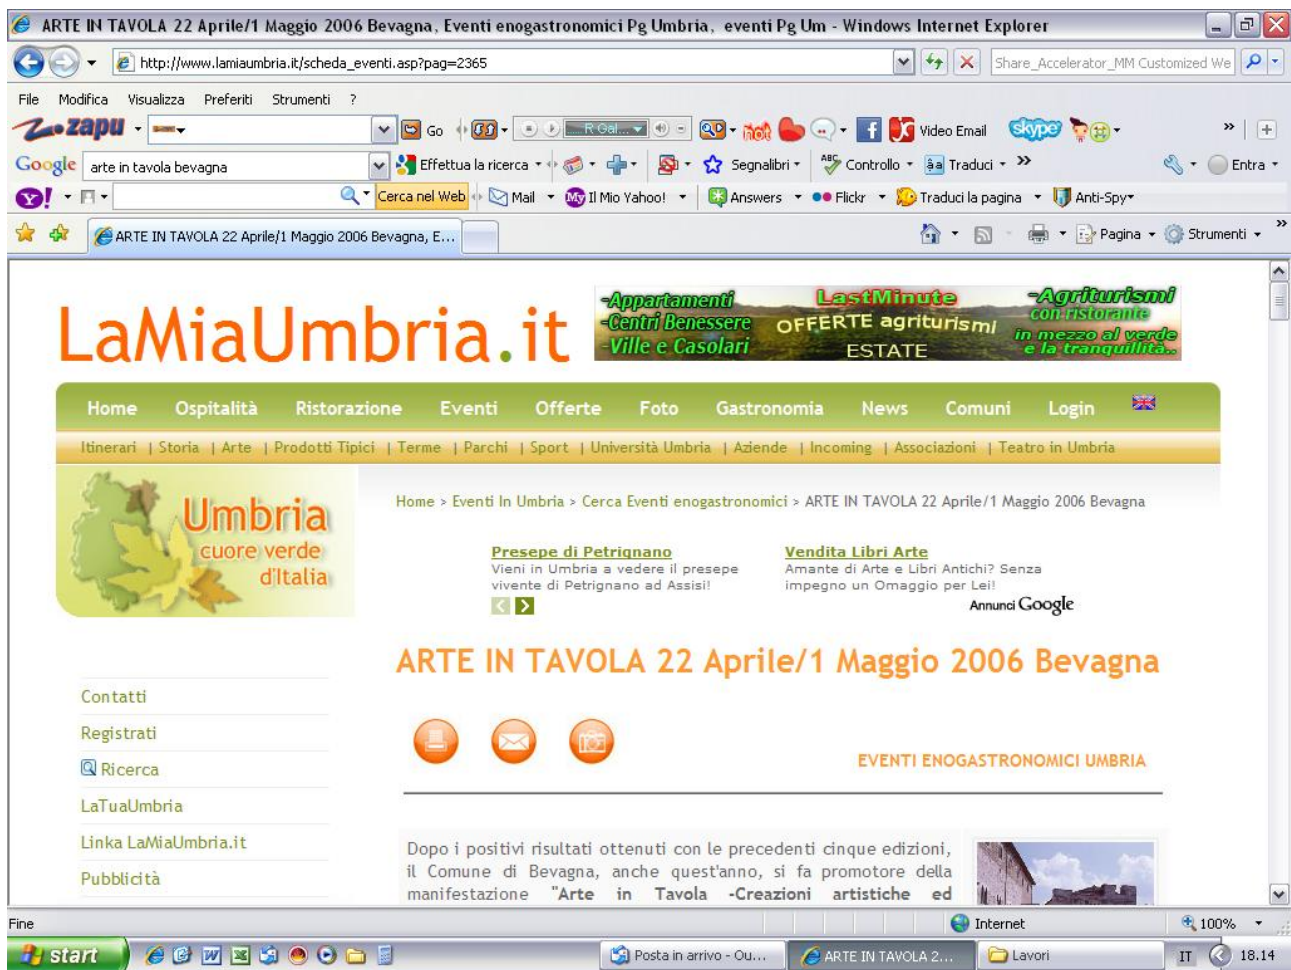 ARTE IN TAVOLA 22 Aprile/1 Maggio 2006 Bevagna, Eventi enogastronomici Pg Umbria, eventi Pg Um - Windows Internet Explorer
http://www.lamiaumbria.it/scheda_eventi.asp?pag=2365 Share_Accelerator_MM Customized We
File Modifica Visualizza Preferiti Strumenti ?
zapu Go R Gal... Video Email skype »
Google arte in tavola bevagna Effettua la ricerca Segnalibri Controllo Traduci » Entra
Y! Cerca nel Web Mail My Il Mio Yahoo! Answers Flickr Traduci la pagina Anti-Spy
ARTE IN TAVOLA 22 Aprile/1 Maggio 2006 Bevagna, E... Pagina Strumenti »
LaMiaUmbria.it
-Appartamenti
-Centri Benessere
-Ville e Casolari
LastMinute
OFFERTE agriturismi
ESTATE
-Agriturismi
con ristorante
in mezzo al verde
e la tranquillità..
Home Ospitalità Ristorazione Eventi Offerte Foto Gastronomia News Comuni Login
Itinerari | Storia | Arte | Prodotti Tipici | Terme | Parchi | Sport | Università Umbria | Aziende | Incoming | Associazioni | Teatro in Umbria
Umbria
cuore verde
d'Italia
Home > Eventi In Umbria > Cerca Eventi enogastronomici > ARTE IN TAVOLA 22 Aprile/1 Maggio 2006 Bevagna
Presepe di Petrignano
Vieni in Umbria a vedere il presepe
vivente di Petrignano ad Assisi!
Vendita Libri Arte
Amante di Arte e Libri Antichi? Senza
impegno un Omaggio per Lei!
Annunci Google
ARTE IN TAVOLA 22 Aprile/1 Maggio 2006 Bevagna
Contatti
Registrati
Ricerca
LaTuaUmbria
Linka LaMiaUmbria.it
Pubblicità
EVENTI ENOGASTRONOMICI UMBRIA
Dopo i positivi risultati ottenuti con le precedenti cinque edizioni,
il Comune di Bevagna, anche quest'anno, si fa promotore della
manifestazione "Arte in Tavola -Creazioni artistiche ed
Fine Internet 100%
start Posta in arrivo - Ou... ARTE IN TAVOLA 2... Lavori IT 18.14